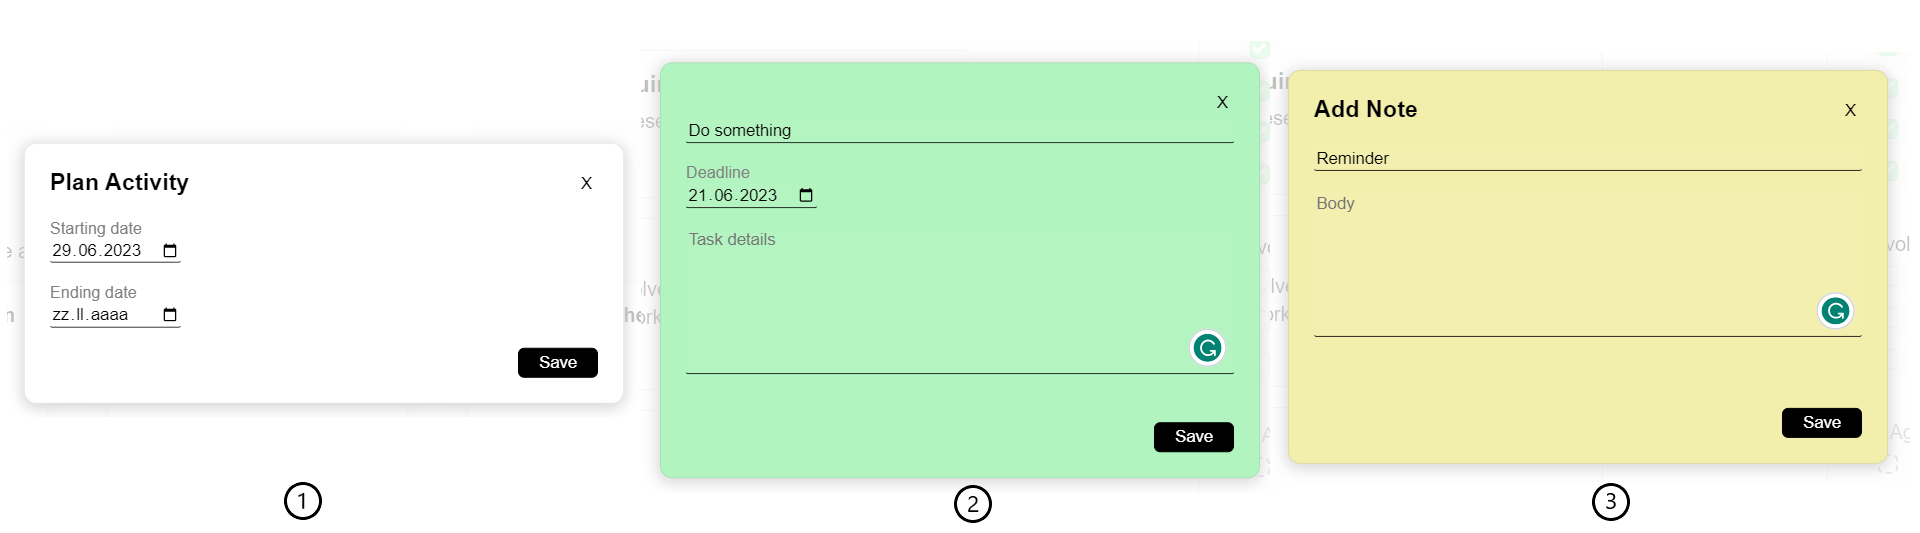 Plan Activity
X
Starting date
29.06.2023
Ending date
zz.ll.aaaa
Save
1
X
Do something
Deadline
21.06.2023
Task details
Save
2
Add Note
X
Reminder
Body
Save
3